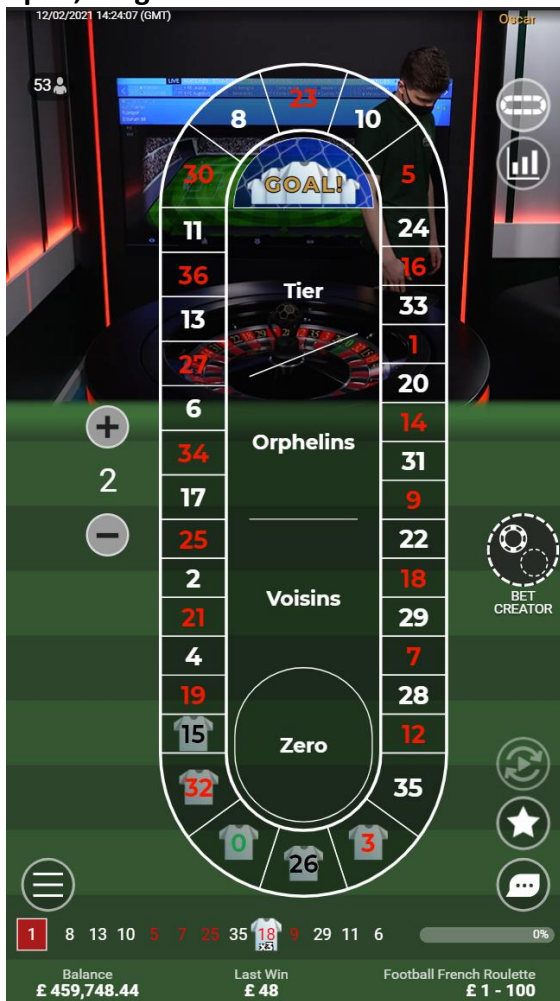 12/02/2021 14:24:07 (GMT)
Oscar
53
LIVE
8 23 10
30 5
GOAL!
11 24
36 16
Tier
13 33
27 1
6 20
34 14
Orphelins
17 31
25 9
2 22
21 18
Voisins
4 29
19 7
15 28
32 12
Zero
0 26 3 35
+
2
−
BET
CREATOR
1 8 13 10 5 7 25 35 18 9 29 11 6
x3
0%
Balance Last Win Football French Roulette
£ 459,748.44 £ 48 £ 1 - 100